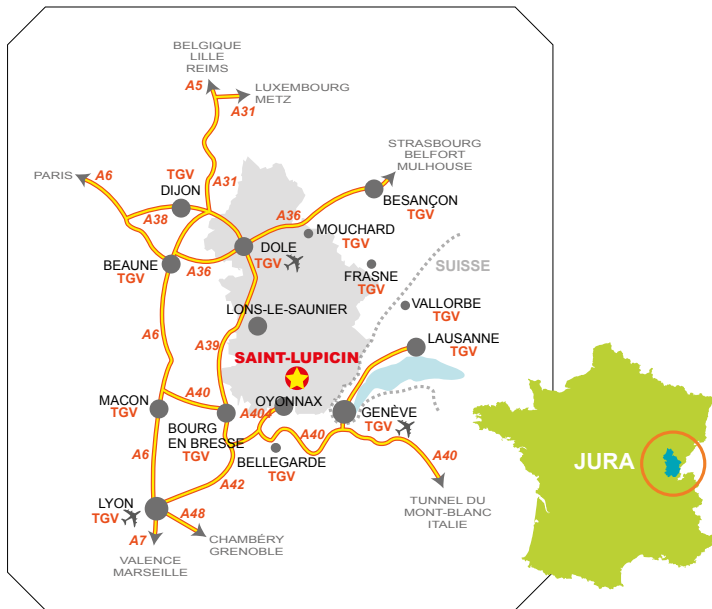 BELGIQUE
LILLE
REIMS
A5
LUXEMBOURG
METZ
A31
STRASBOURG
BELFORT
MULHOUSE
PARIS
A6
TGV
DIJON
A31
A38
A36
BESANÇON
TGV
MOUCHARD
TGV
DOLE
TGV
BEAUNE
TGV
A36
FRASNE
TGV
SUISSE
VALLORBE
TGV
LONS-LE-SAUNIER
A6
A39
LAUSANNE
TGV
SAINT-LUPICIN
A40
MACON
TGV
OYONNAX
A404
GENÈVE
TGV
BOURG
EN BRESSE
TGV
A40
A6
BELLEGARDE
TGV
A40
JURA
A42
LYON
TGV
A48
TUNNEL DU
MONT-BLANC
ITALIE
A7
CHAMBÉRY
GRENOBLE
VALENCE
MARSEILLE